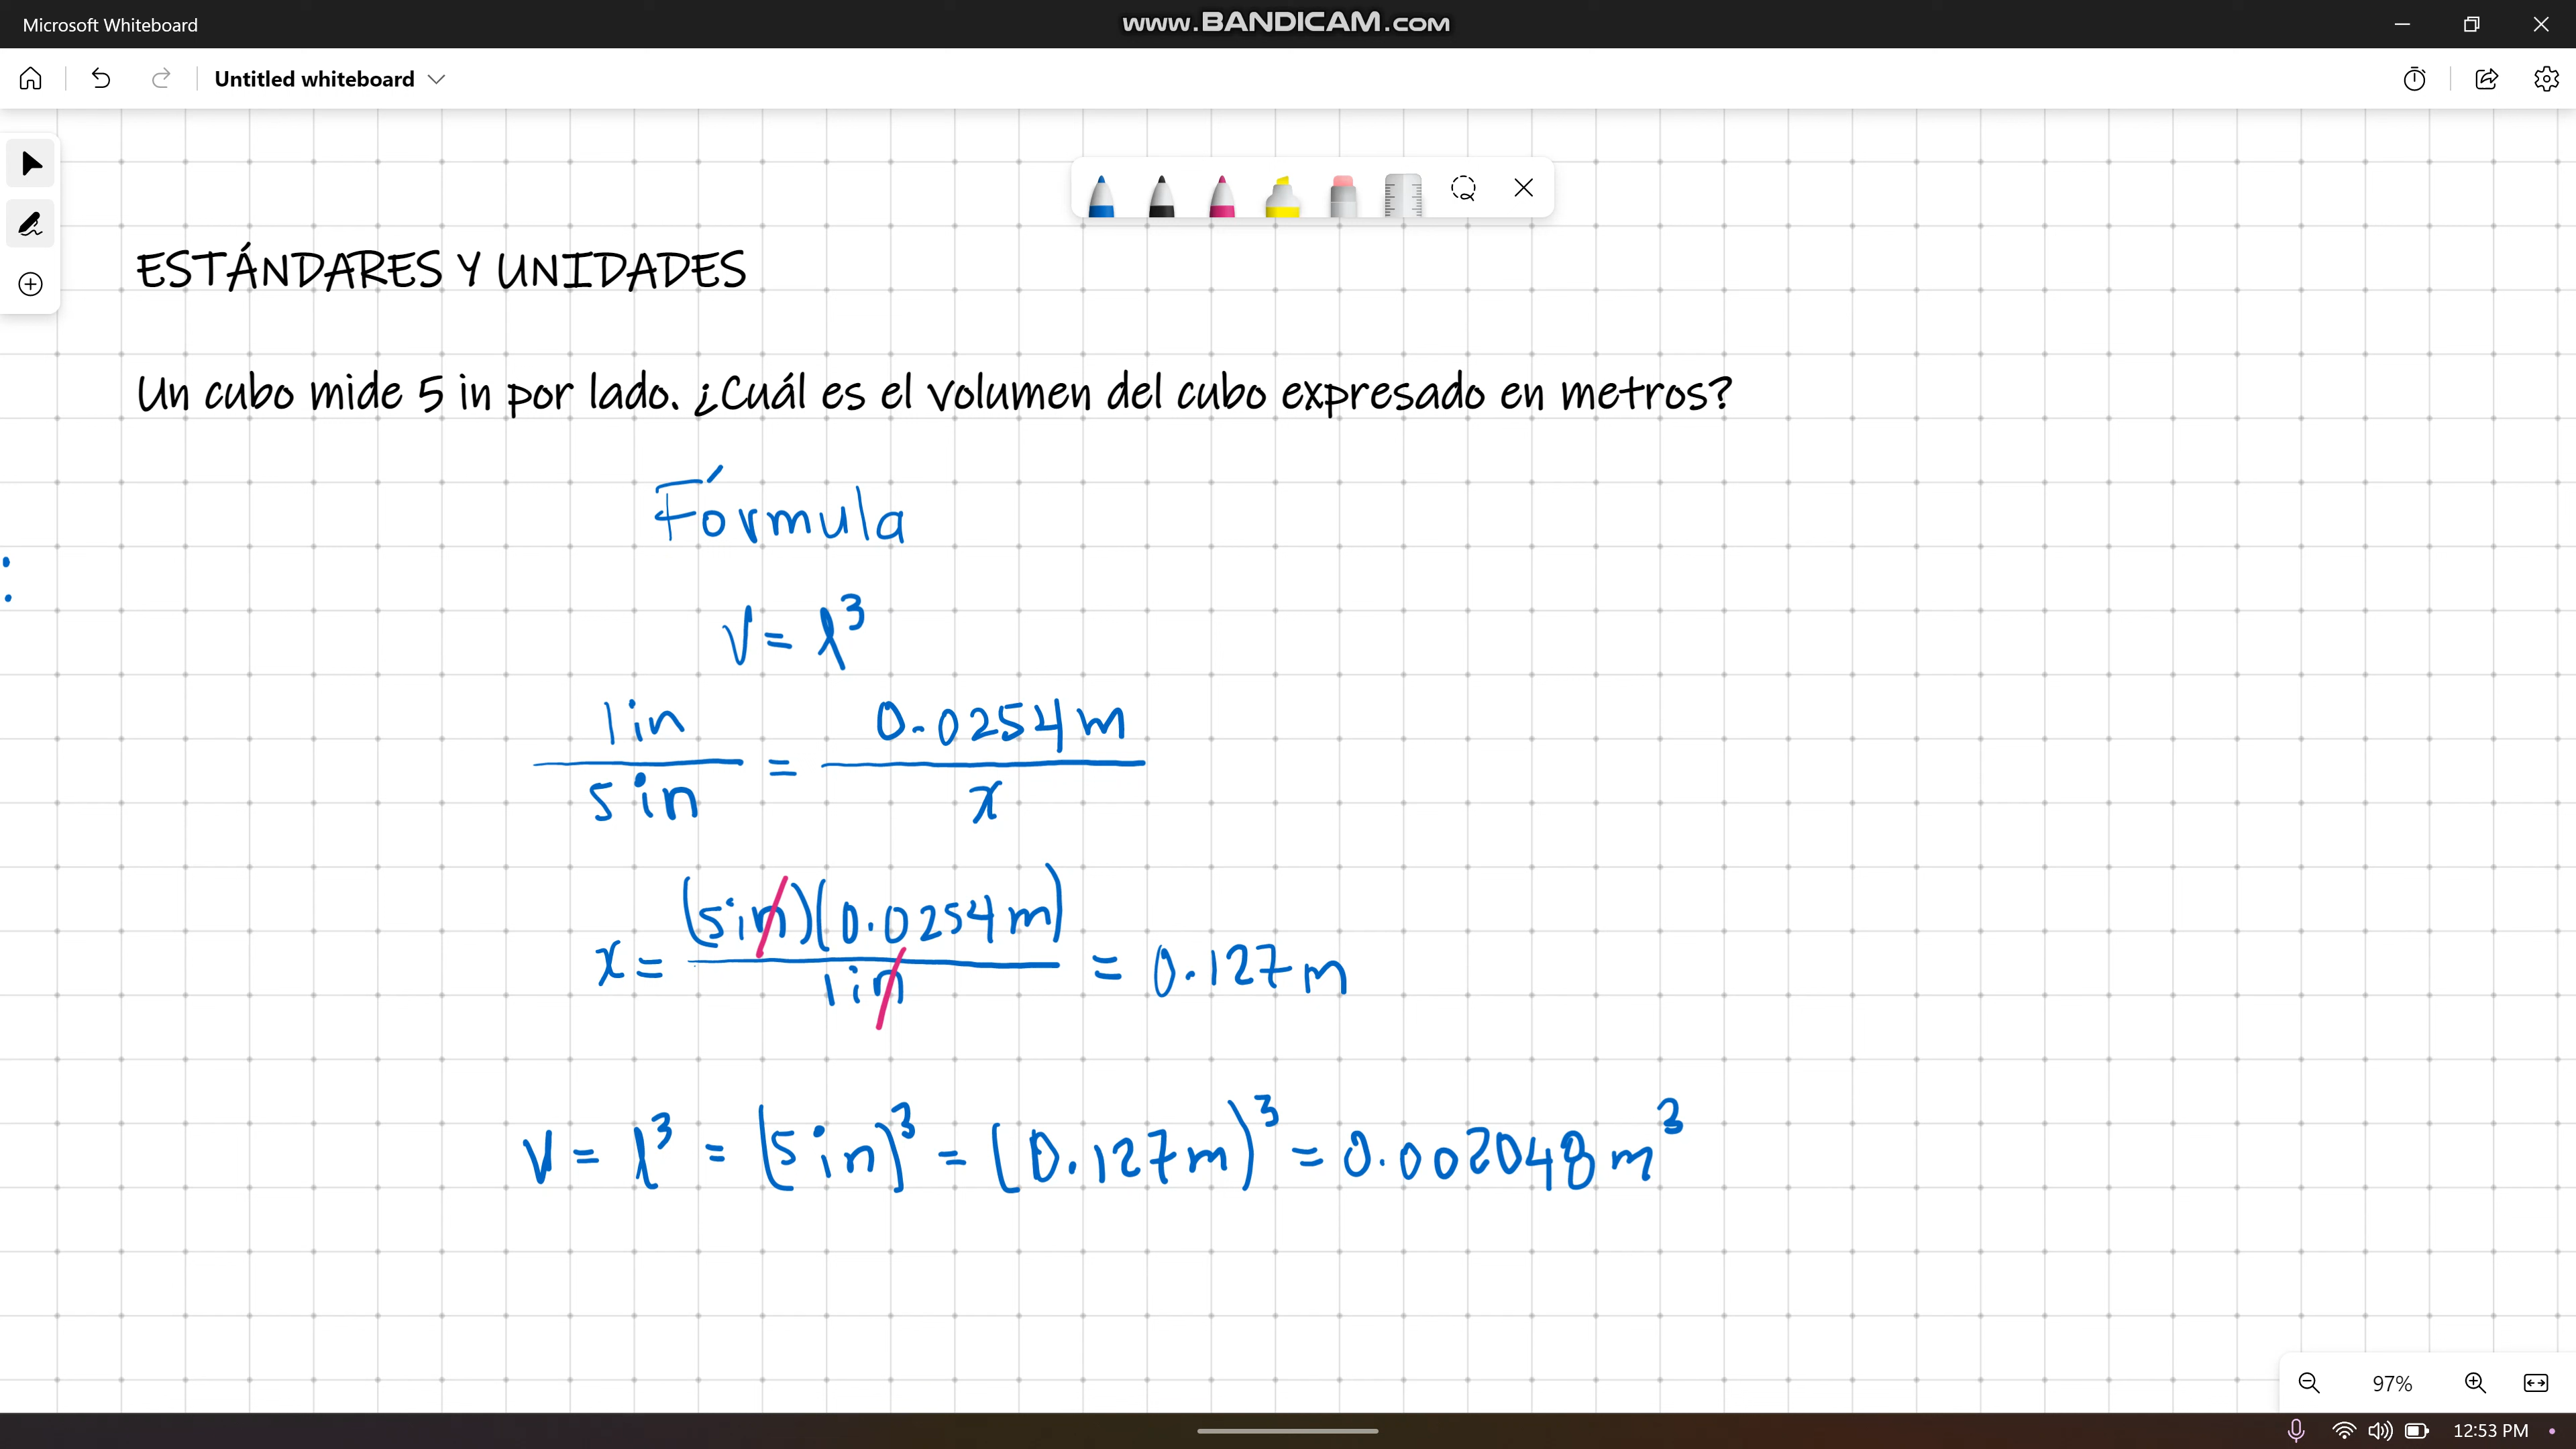 Microsoft Whiteboard
www.BANDICAM.com
Untitled whiteboard
ESTÁNDARES Y UNIDADES
Un cubo mide 5 in por lado. ¿Cuál es el volumen del cubo expresado en metros?
:
Fórmula
V = l³
1 in / 5 in = 0.0254 m / x
x = (5 in)(0.0254 m) / 1 in = 0.127 m
V = l³ = (5 in)³ = (0.127 m)³ = 0.002048 m³
97%
12:53 PM